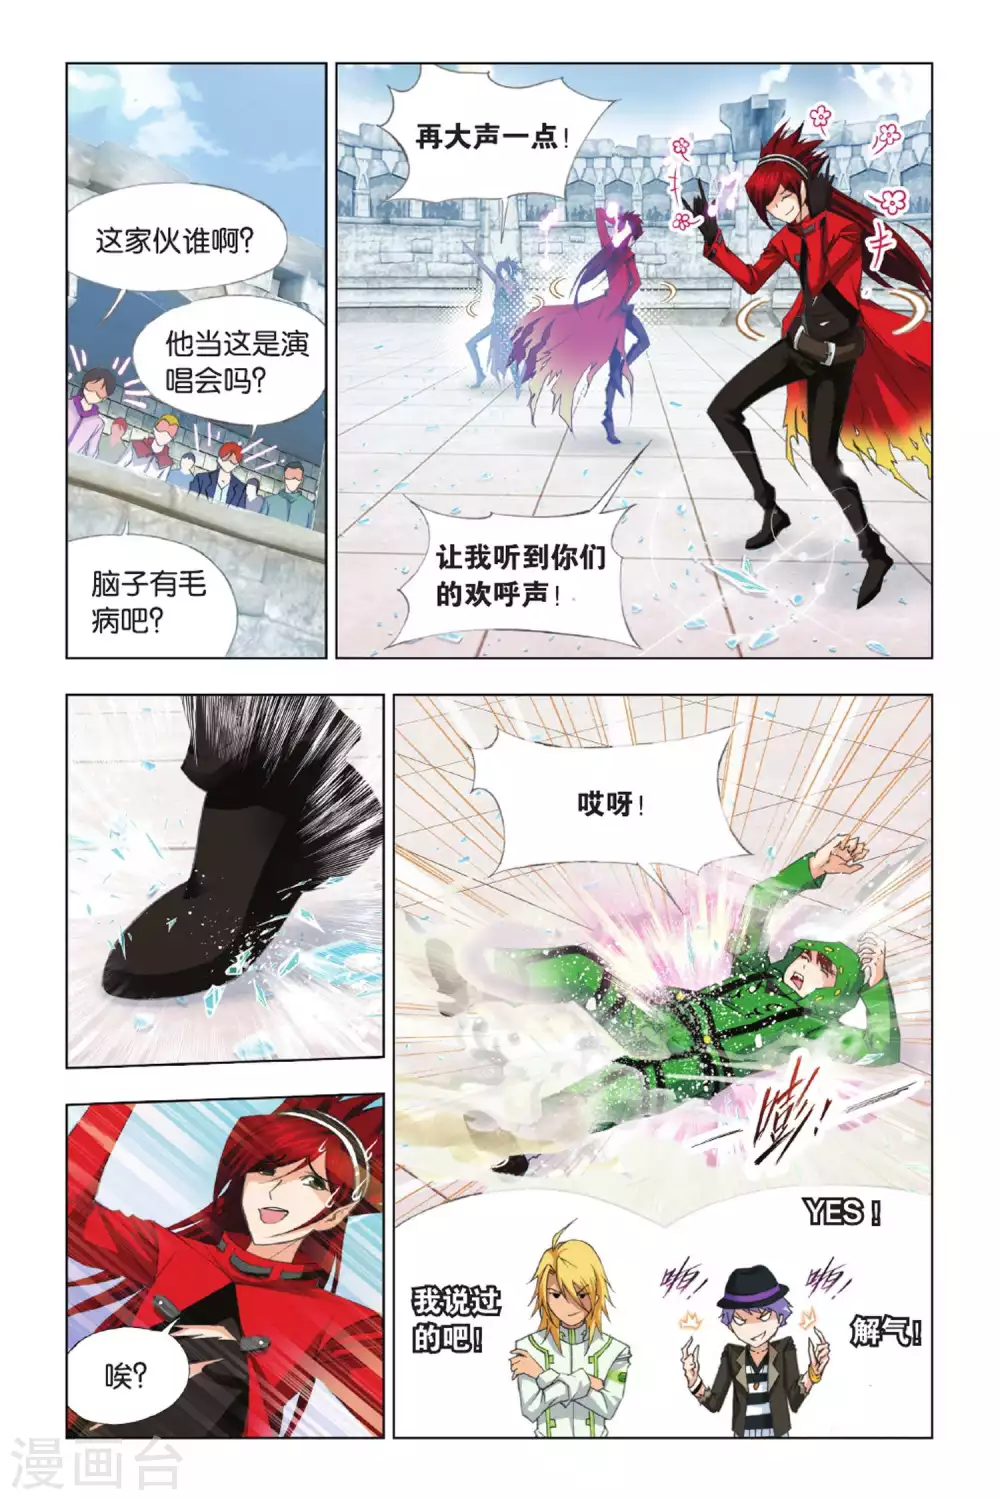 这家伙谁啊?
他当这是演
唱会吗?
脑子有毛
病吧?
再大声一点!
让我听到你们
的欢呼声!
哎呀!
嘭!
唉?
我说过
的吧!
YES!
啪!
啪!
解气!
漫画台